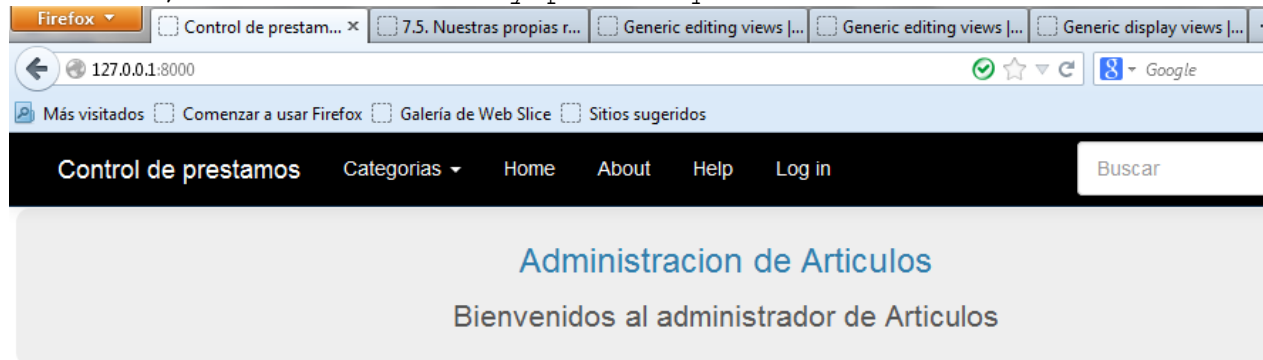 Firefox
Control de prestam... × 7.5. Nuestras propias r... Generic editing views |... Generic editing views |... Generic display views |...
127.0.0.1:8000 8 Google
Más visitados Comenzar a usar Firefox Galería de Web Slice Sitios sugeridos
Control de prestamos Categorias Home About Help Log in Buscar
Administracion de Articulos
Bienvenidos al administrador de Articulos